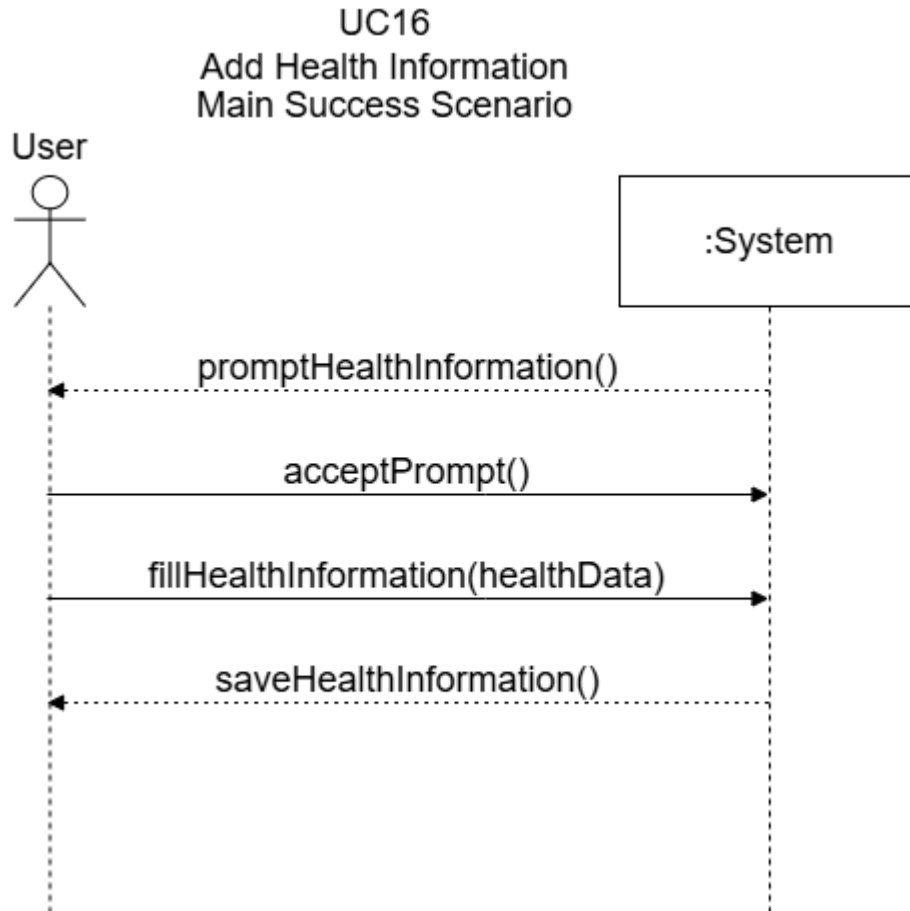 UC16
Add Health Information
Main Success Scenario
User
:System
promptHealthInformation()
acceptPrompt()
fillHealthInformation(healthData)
saveHealthInformation()